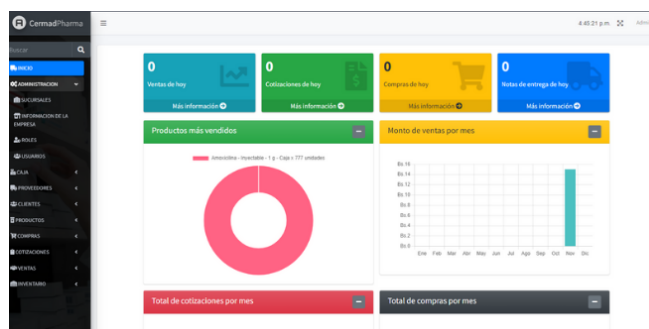 CermadPharma
4:45:21 p.m.
Admi
Buscar
INICIO
ADMINISTRACION
SUCURSALES
INFORMACION DE LA
EMPRESA
ROLES
USUARIOS
CAJA
PROVEEDORES
CLIENTES
PRODUCTOS
COMPRAS
COTIZACIONES
VENTAS
INVENTARIO
0
Ventas de hoy
Más información
0
Cotizaciones de hoy
Más información
0
Compras de hoy
Más información
0
Notas de entrega de hoy
Más información
Productos más vendidos
Amoxicilina - Inyectable - 1 g - Caja x 777 unidades
Monto de ventas por mes
Bs 16
Bs 14
Bs 12
Bs 10
Bs 8
Bs 6
Bs 4
Bs 2
Bs 0
Ene Feb Mar Abr May Jun Jul Ago Sep Oct Nov Dic
Total de cotizaciones por mes
Total de compras por mes